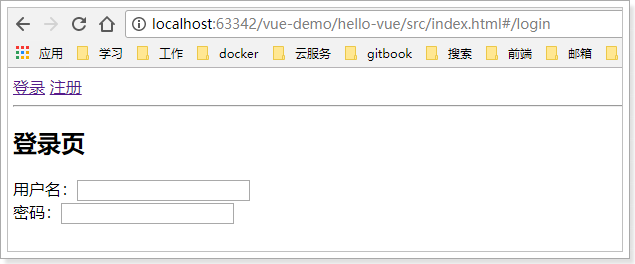 localhost:63342/vue-demo/hello-vue/src/index.html#/login
应用 学习 工作 docker 云服务 gitbook 搜索 前端 邮箱
登录 注册
登录页
用户名：
密码：